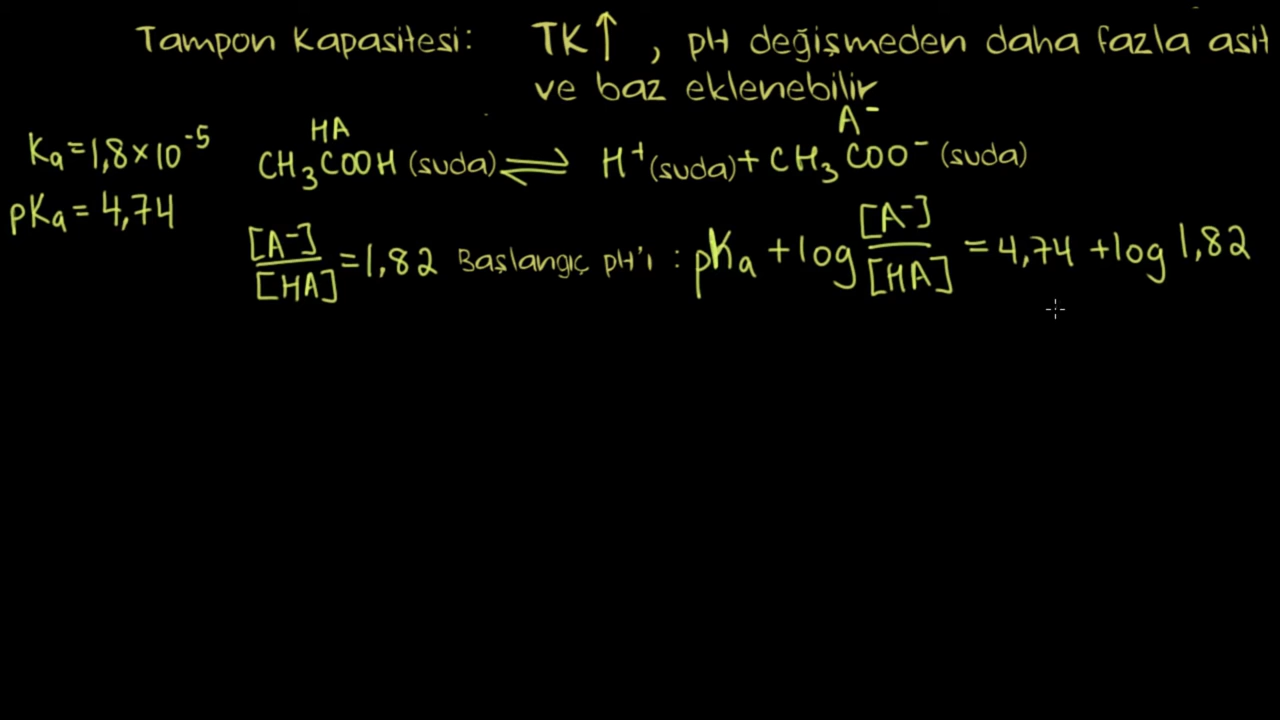 Tampon Kapasitesi: TK↑, pH değişmeden daha fazla asit
ve baz eklenebilir
HA A⁻
Ka=1,8×10⁻⁵ CH₃COOH (suda) ⇌ H⁺(suda) + CH₃COO⁻ (suda)
pKa=4,74
[A⁻]/[HA] = 1,82 Başlangıç pH'ı : pKa + log [A⁻]/[HA] = 4,74 + log 1,82